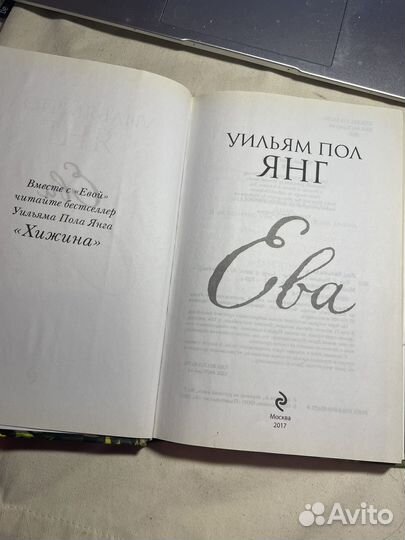 Вместе с «Евой»
читайте бестселлер
Уильяма Пола Янга
«Хижина»
УИЛЬЯМ ПОЛ
ЯНГ
Ева
Москва
2017
Avito